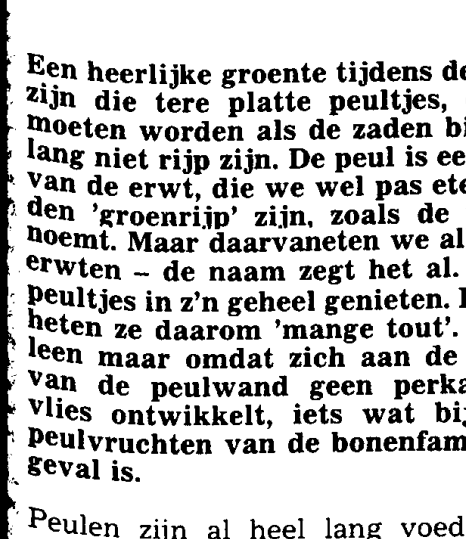 Een heerlijke groente tijdens de
zijn die tere platte peultjes,
moeten worden als de zaden bi
lang niet rijp zijn. De peul is ee
van de erwt, die we wel pas ete
den 'groenrijp' zijn, zoals de
noemt. Maar daarvaneten we al
erwten – de naam zegt het al.
peultjes in z'n geheel genieten.
heten ze daarom 'mange tout'.
leen maar omdat zich aan de
van de peulwand geen perka
vlies ontwikkelt, iets wat bij
peulvruchten van de bonenfam
geval is.
Peulen zijn al heel lang voed